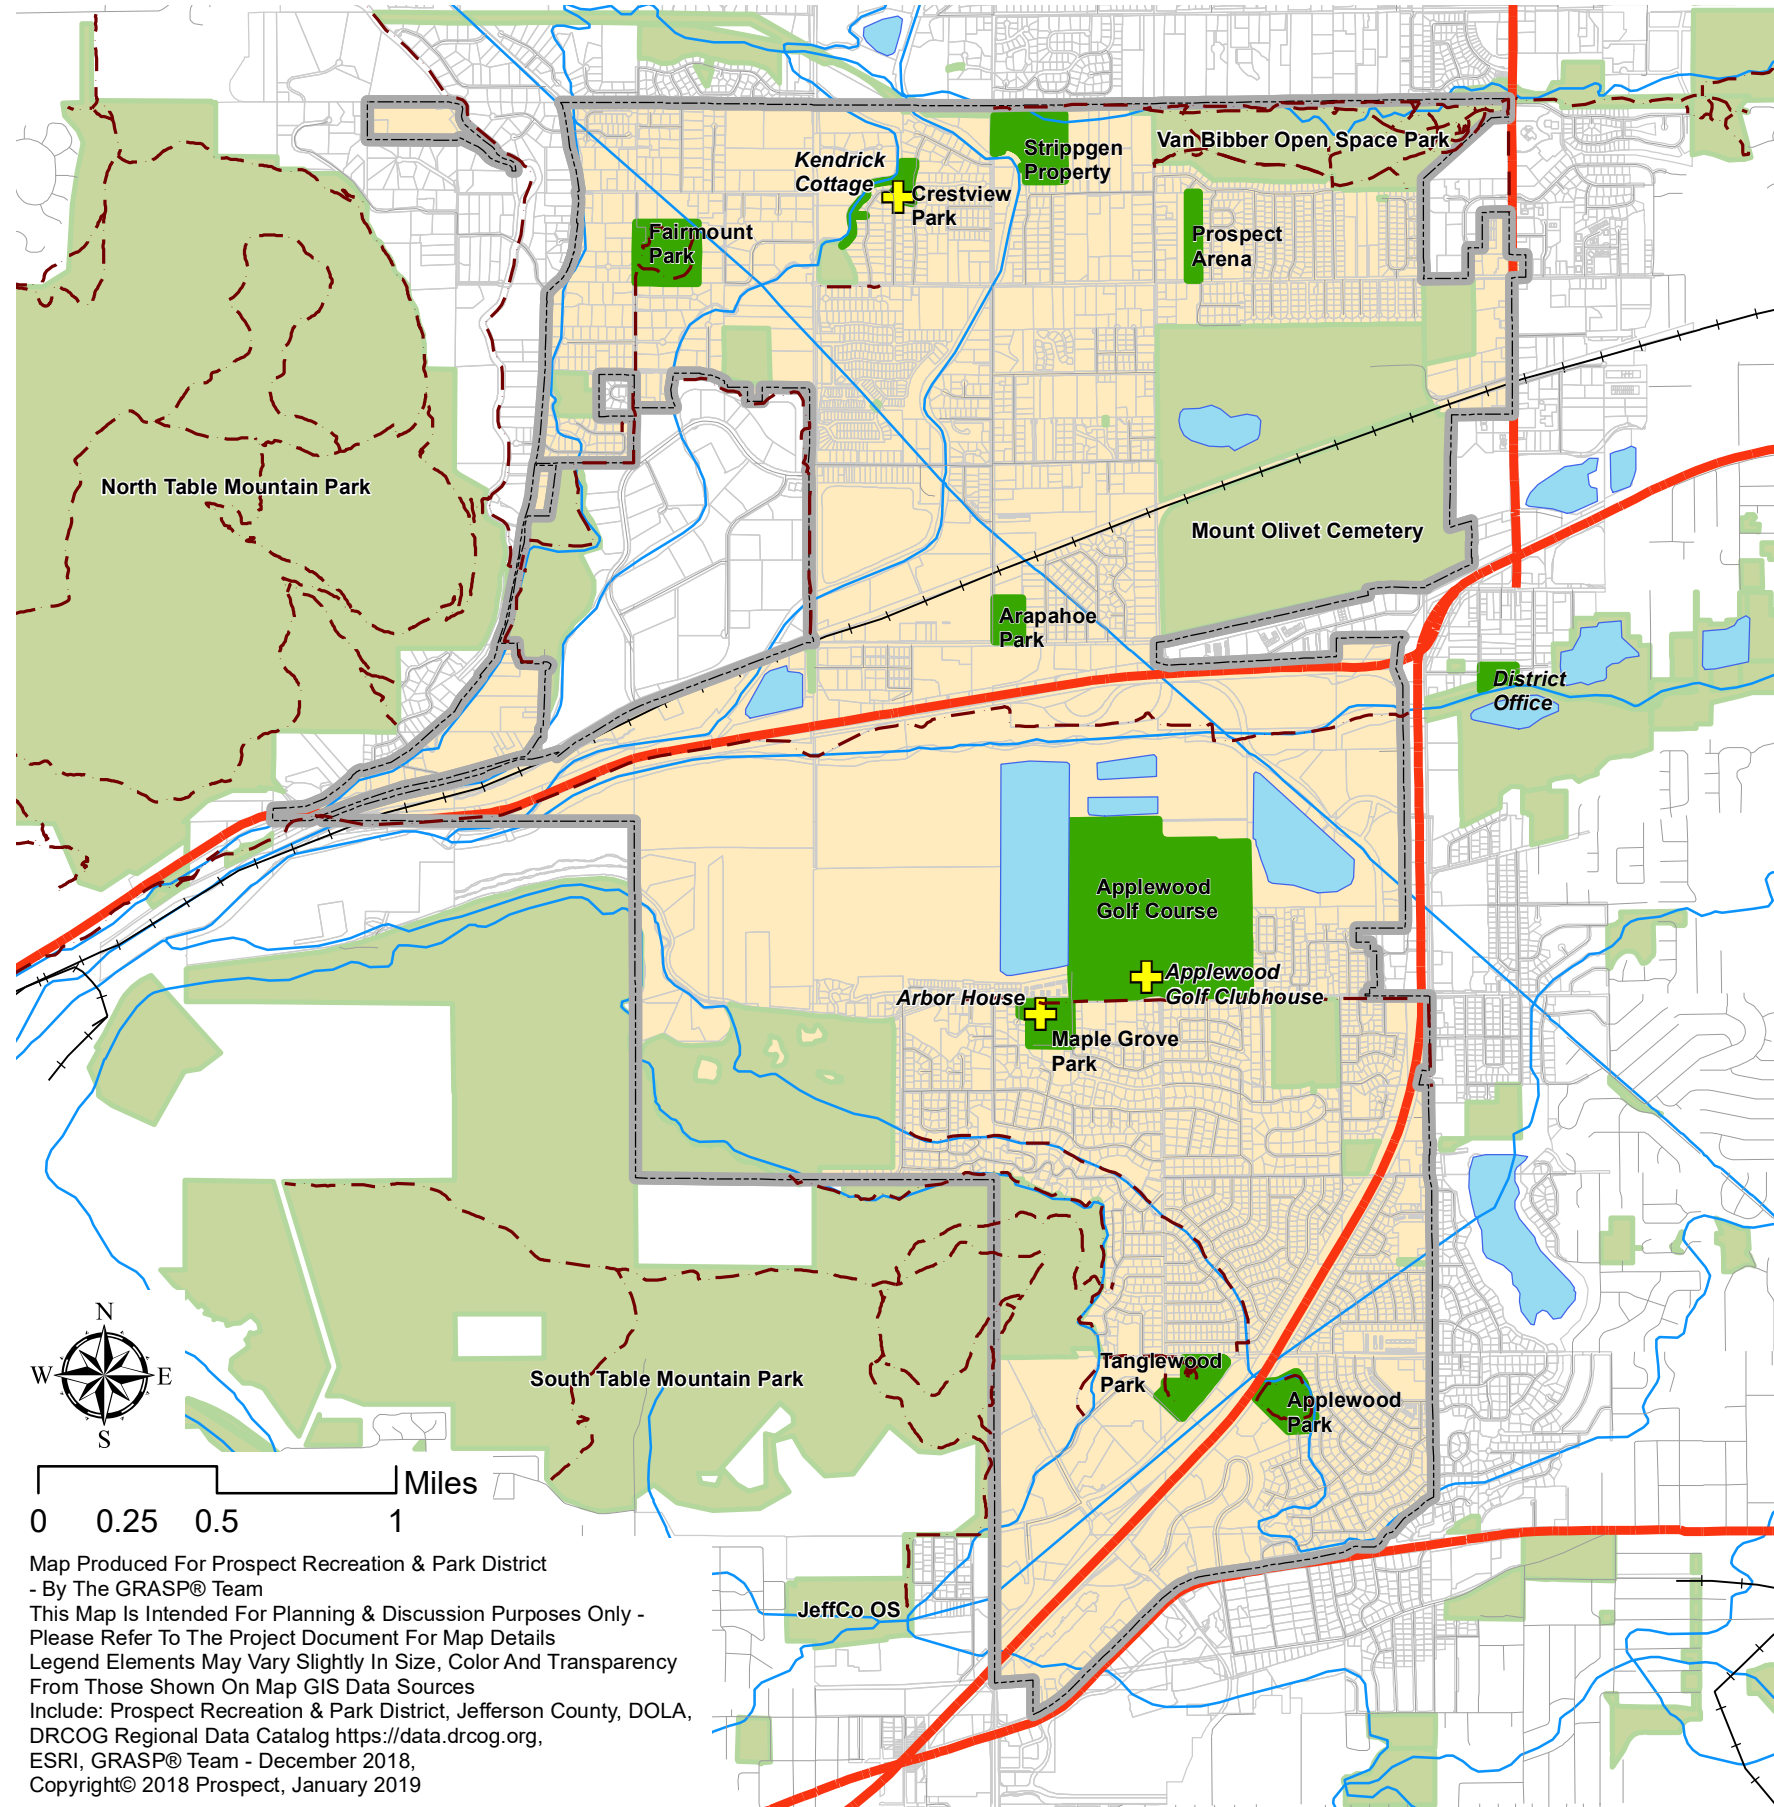 Van Bibber Open Space Park
Strippgen
Property
Kendrick
Cottage
Crestview
Park
Fairmount
Park
Prospect
Arena
North Table Mountain Park
Mount Olivet Cemetery
Arapahoe
Park
District
Office
Applewood
Golf Course
Applewood
Golf Clubhouse
Arbor House
Maple Grove
Park
N
W
E
S
South Table Mountain Park
Tanglewood
Park
Applewood
Park
Miles
0 0.25 0.5 1
JeffCo OS
Map Produced For Prospect Recreation & Park District
- By The GRASP® Team
This Map Is Intended For Planning & Discussion Purposes Only -
Please Refer To The Project Document For Map Details
Legend Elements May Vary Slightly In Size, Color And Transparency
From Those Shown On Map GIS Data Sources
Include: Prospect Recreation & Park District, Jefferson County, DOLA,
DRCOG Regional Data Catalog https://data.drcog.org,
ESRI, GRASP® Team - December 2018,
Copyright© 2018 Prospect, January 2019